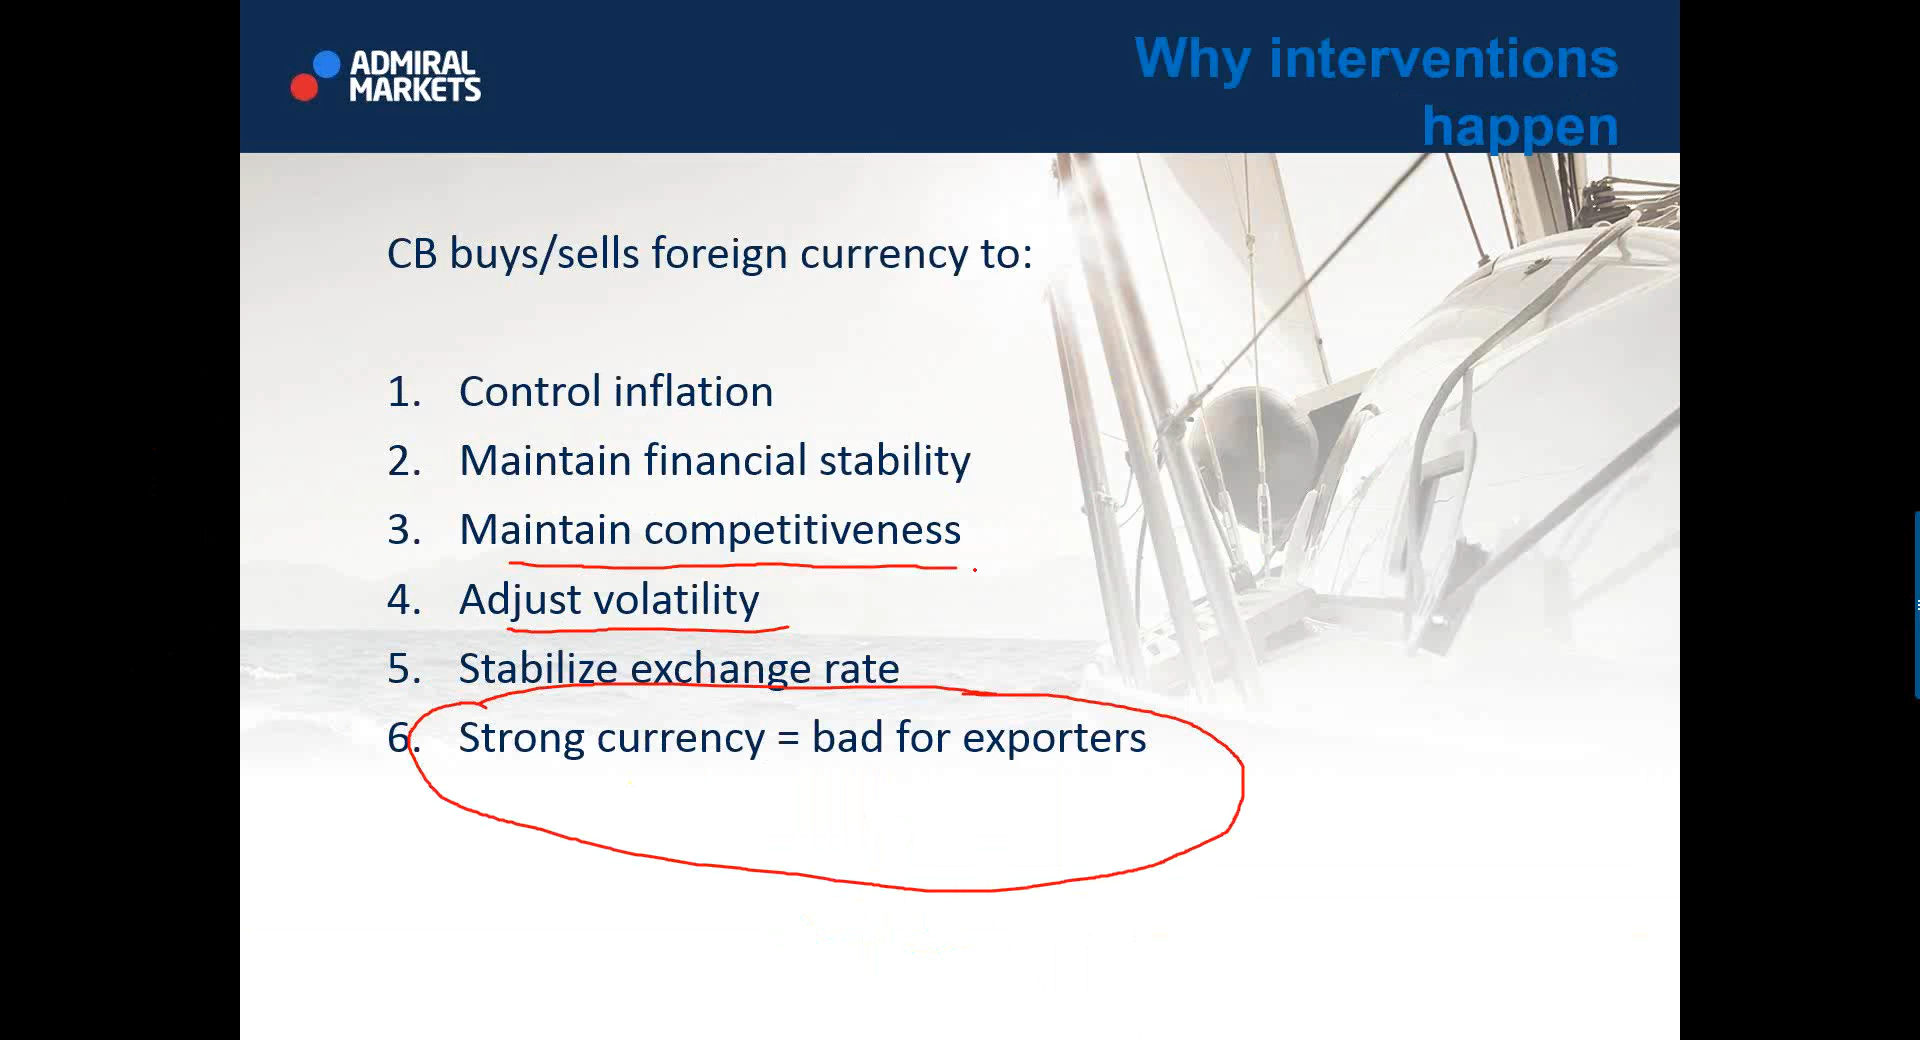 ADMIRAL
MARKETS
Why interventions
happen
CB buys/sells foreign currency to:
1. Control inflation
2. Maintain financial stability
3. Maintain competitiveness
4. Adjust volatility
5. Stabilize exchange rate
6. Strong currency = bad for exporters